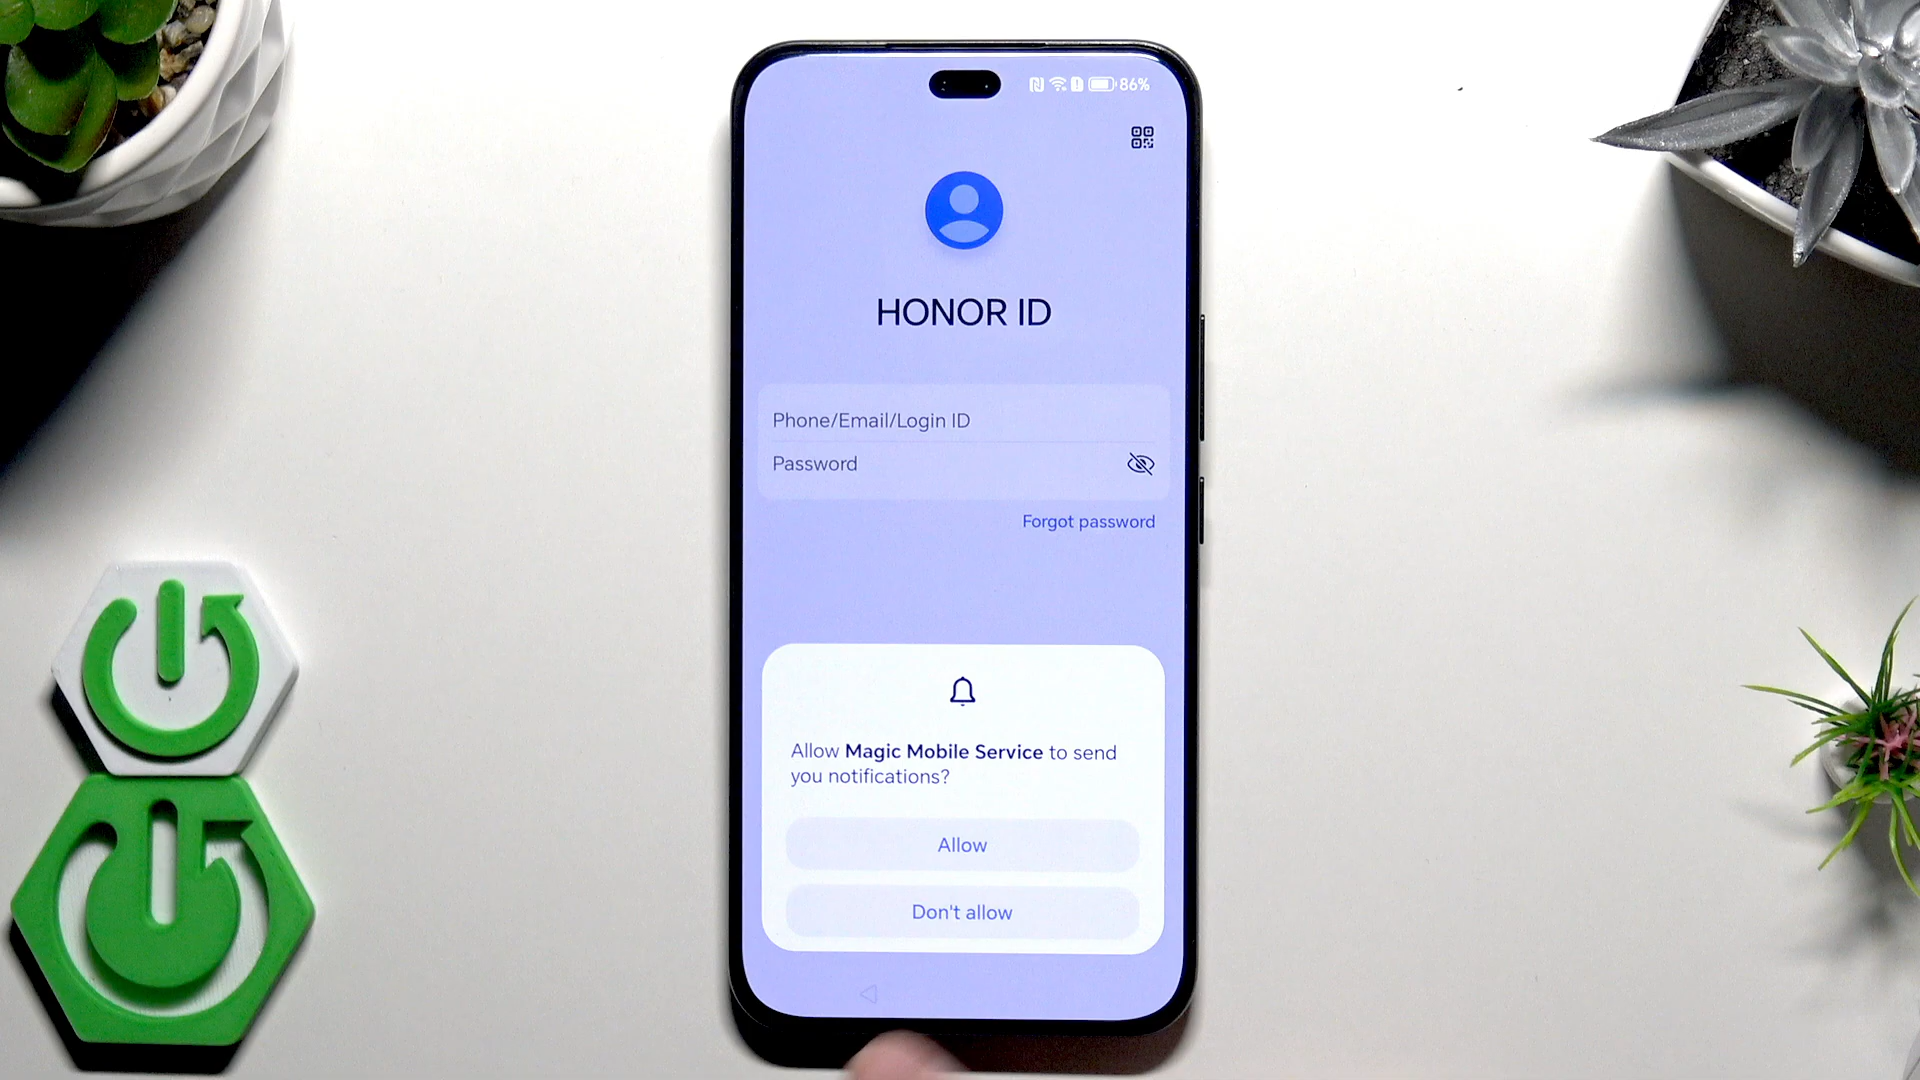 86%
HONOR ID
Phone/Email/Login ID
Password
Forgot password
Allow Magic Mobile Service to send
you notifications?
Allow
Don't allow